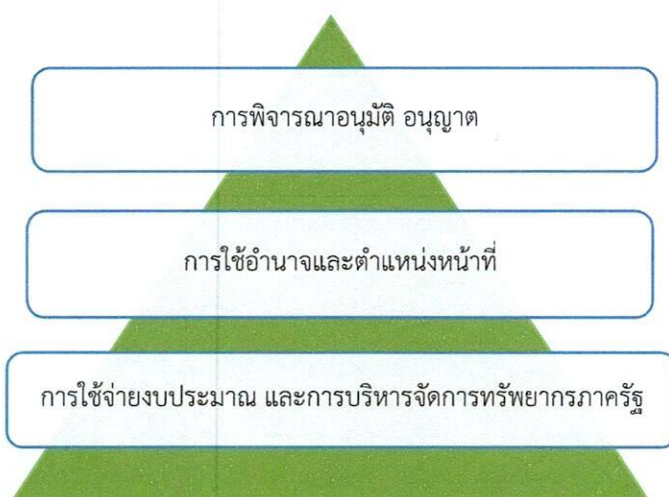 การพิจารณาอนุมัติ อนุญาต
การใช้อำนาจและตำแหน่งหน้าที่
การใช้จ่ายงบประมาณ และการบริหารจัดการทรัพยากรภาครัฐ